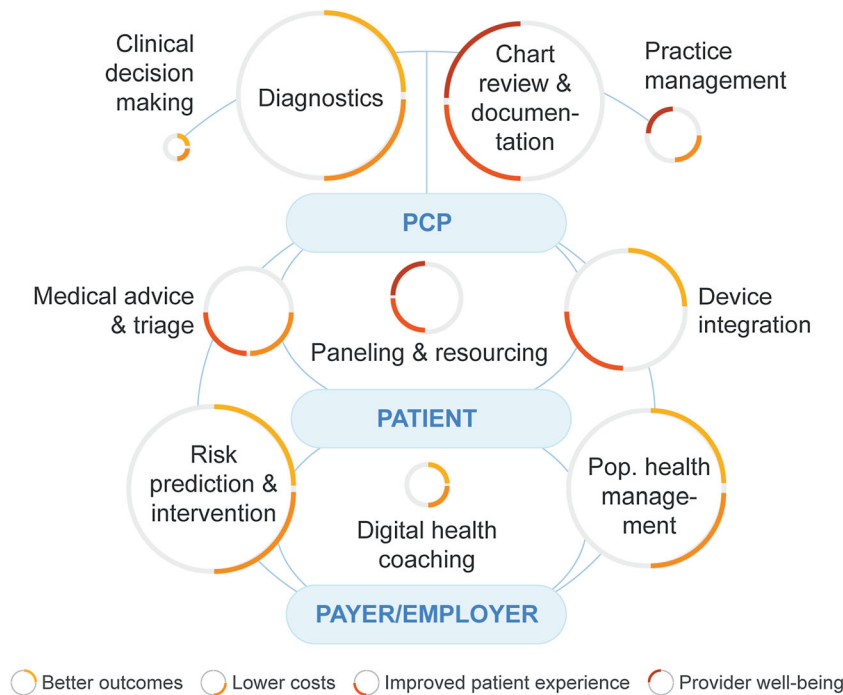 Clinical
decision
making
Diagnostics
Chart
review &
documen-
tation
Practice
management
PCP
Medical advice
& triage
Paneling & resourcing
Device
integration
PATIENT
Risk
prediction &
intervention
Digital health
coaching
Pop. health
manage-
ment
PAYER/EMPLOYER
Better outcomes
Lower costs
Improved patient experience
Provider well-being